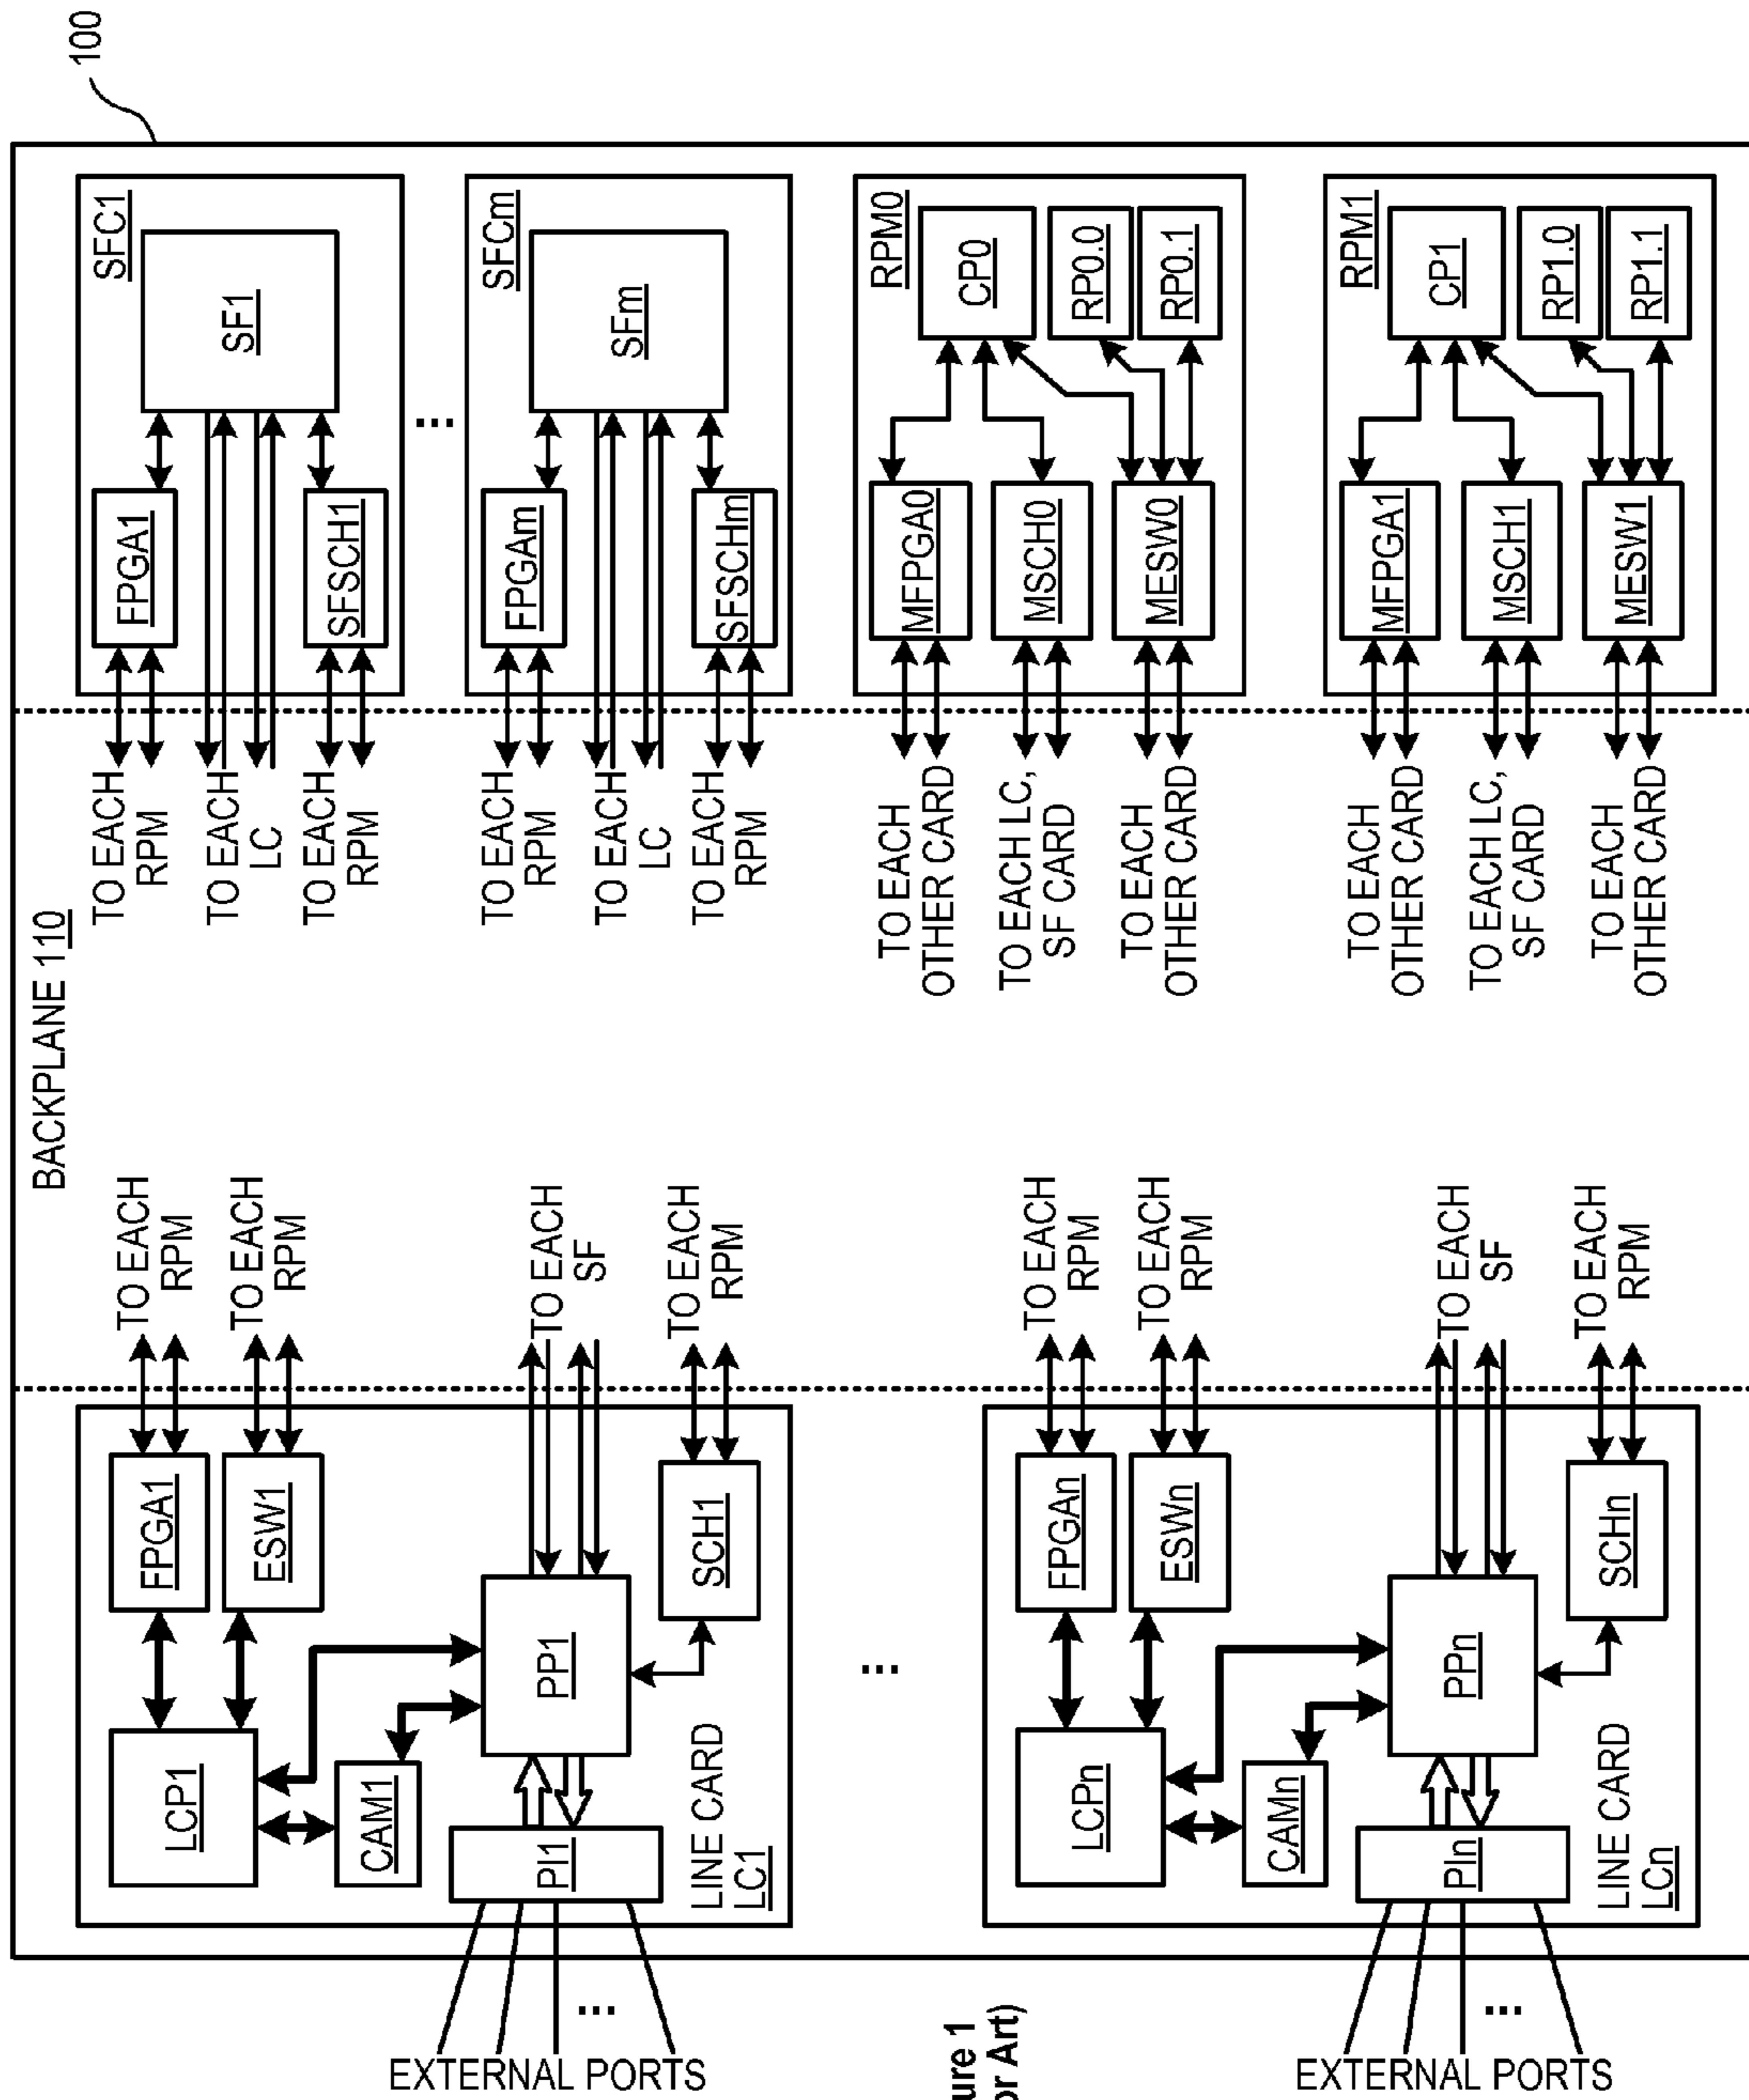 100
BACKPLANE 110
EXTERNAL PORTS
...
PI1
LCP1
CAM1
PP1
FPGA1
ESW1
SCH1
LINE CARD
LC1
TO EACH
RPM
TO EACH
RPM
TO EACH
SF
TO EACH
RPM
...
EXTERNAL PORTS
...
PIn
LCPn
CAMn
PPn
FPGAn
ESWn
SCHn
LINE CARD
LCn
TO EACH
RPM
TO EACH
RPM
TO EACH
SF
TO EACH
RPM
SFC1
FPGA1
SF1
SFSCH1
TO EACH
RPM
TO EACH
LC
TO EACH
RPM
...
SFCm
FPGAm
SFm
SFSCHm
TO EACH
RPM
TO EACH
LC
TO EACH
RPM
RPM0
MFPGA0
MSCH0
MESW0
CP0
RP0.0
RP0.1
TO EACH
OTHER CARD
TO EACH LC,
SF CARD
TO EACH
OTHER CARD
RPM1
MFPGA1
MSCH1
MESW1
CP1
RP1.0
RP1.1
TO EACH
OTHER CARD
TO EACH LC,
SF CARD
TO EACH
OTHER CARD
ure 1
or Art)